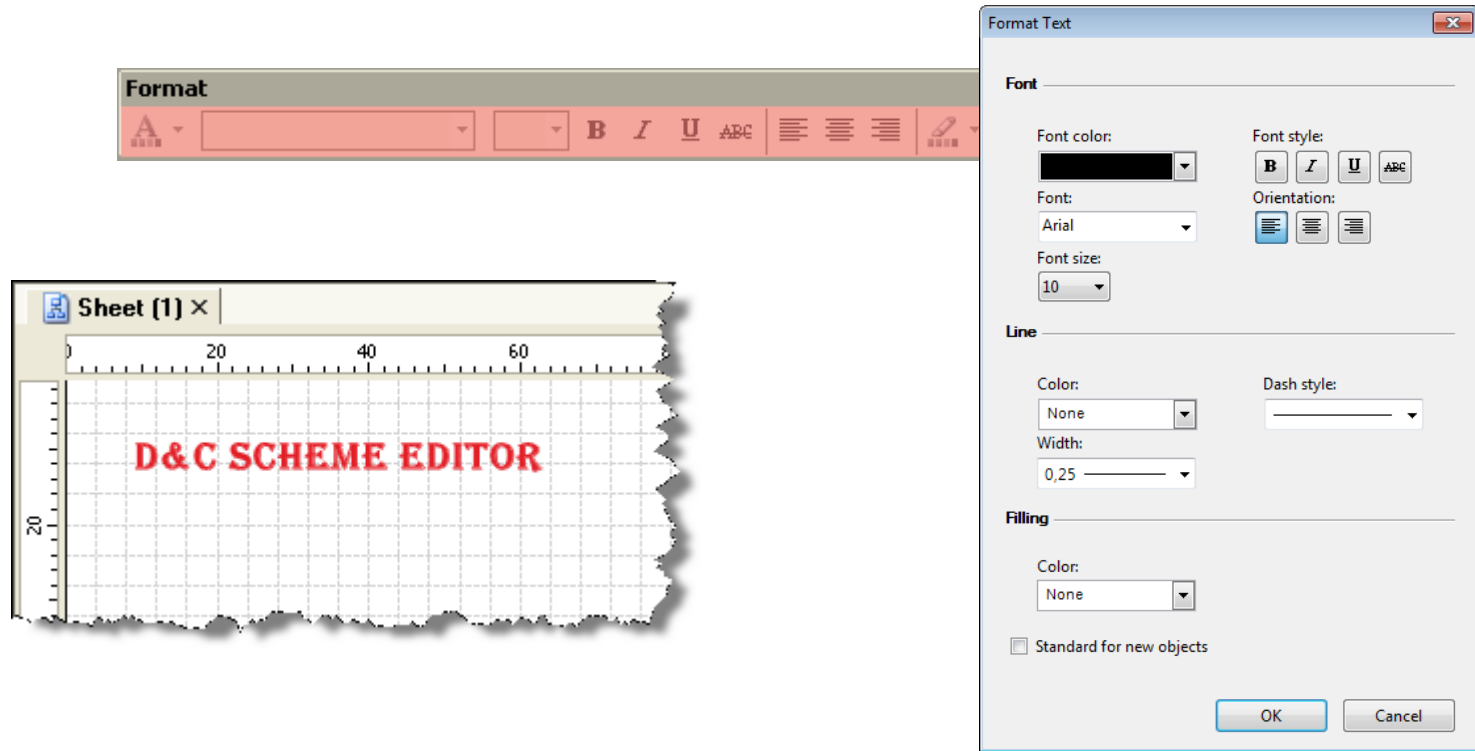 Format
A B I U ABC
Sheet (1)
20 40 60
D&C SCHEME EDITOR
20
Format Text
Font
Font color: Font style:
B I U ABC
Font: Orientation:
Arial
Font size:
10
Line
Color: Dash style:
None
Width:
0,25
Filling
Color:
None
Standard for new objects
OK Cancel